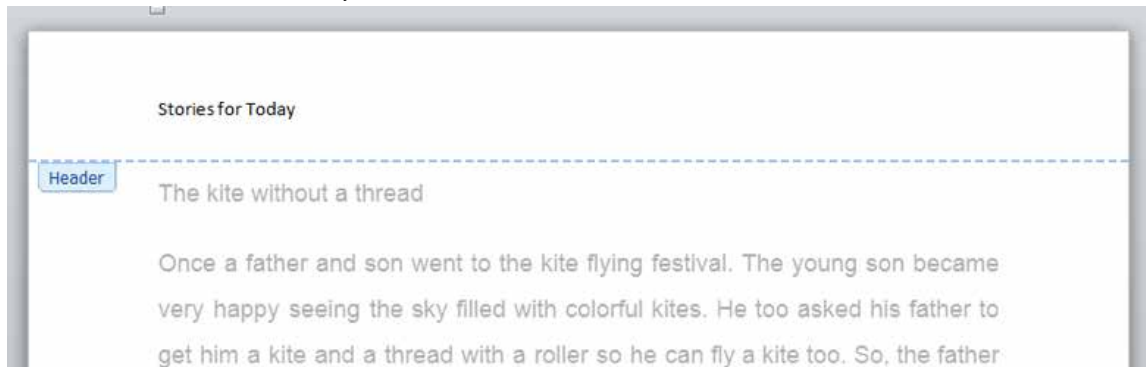 Stories for Today
Header
The kite without a thread
Once a father and son went to the kite flying festival. The young son became
very happy seeing the sky filled with colorful kites. He too asked his father to
get him a kite and a thread with a roller so he can fly a kite too. So, the father